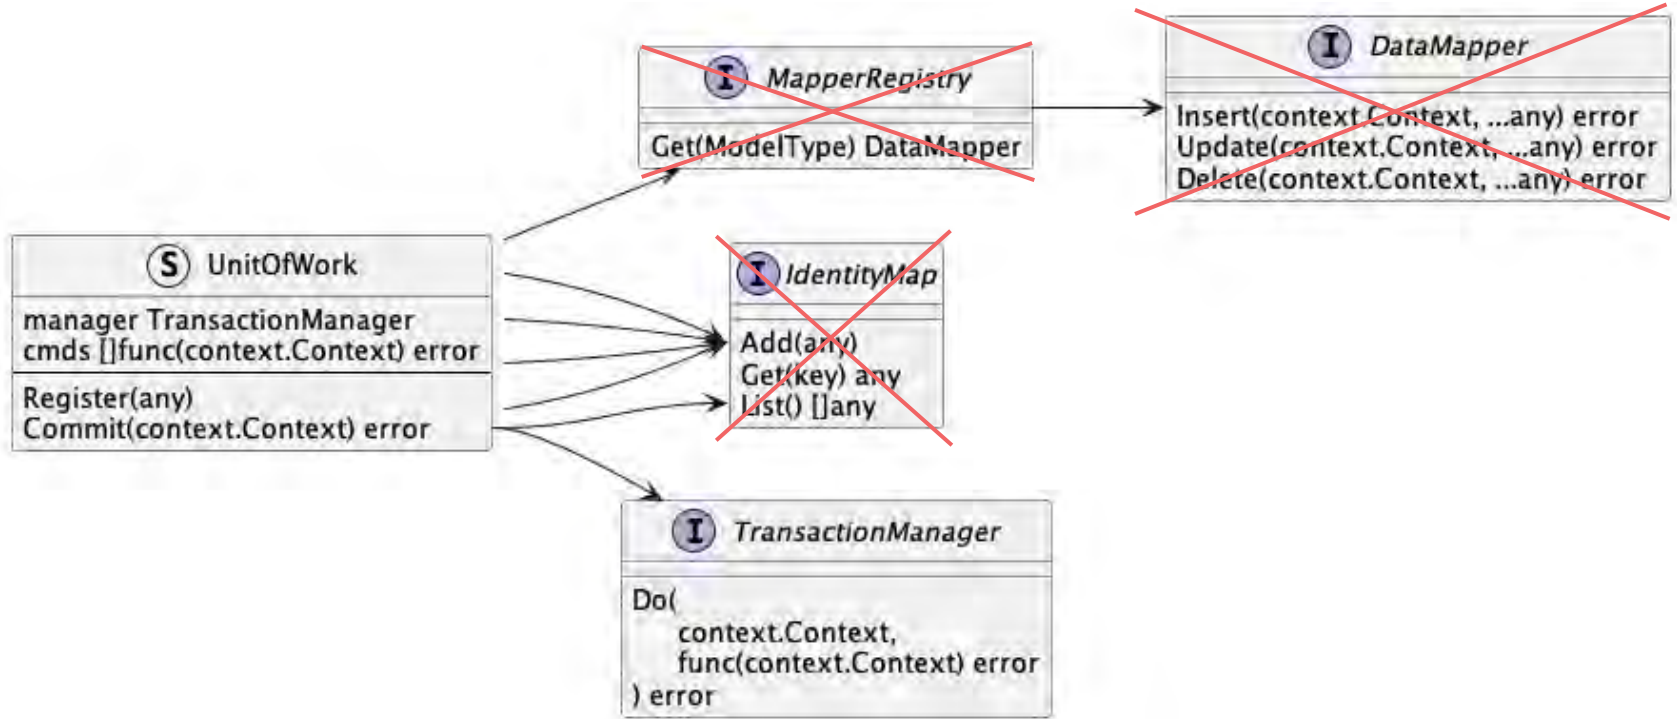 I MapperRegistry
Get(ModelType) DataMapper
I DataMapper
Insert(context.Context, ...any) error
Update(context.Context, ...any) error
Delete(context.Context, ...any) error
S UnitOfWork
manager TransactionManager
cmds []func(context.Context) error
Register(any)
Commit(context.Context) error
I IdentityMap
Add(any)
Get(key) any
List() []any
I TransactionManager
Do(
context.Context,
func(context.Context) error
) error